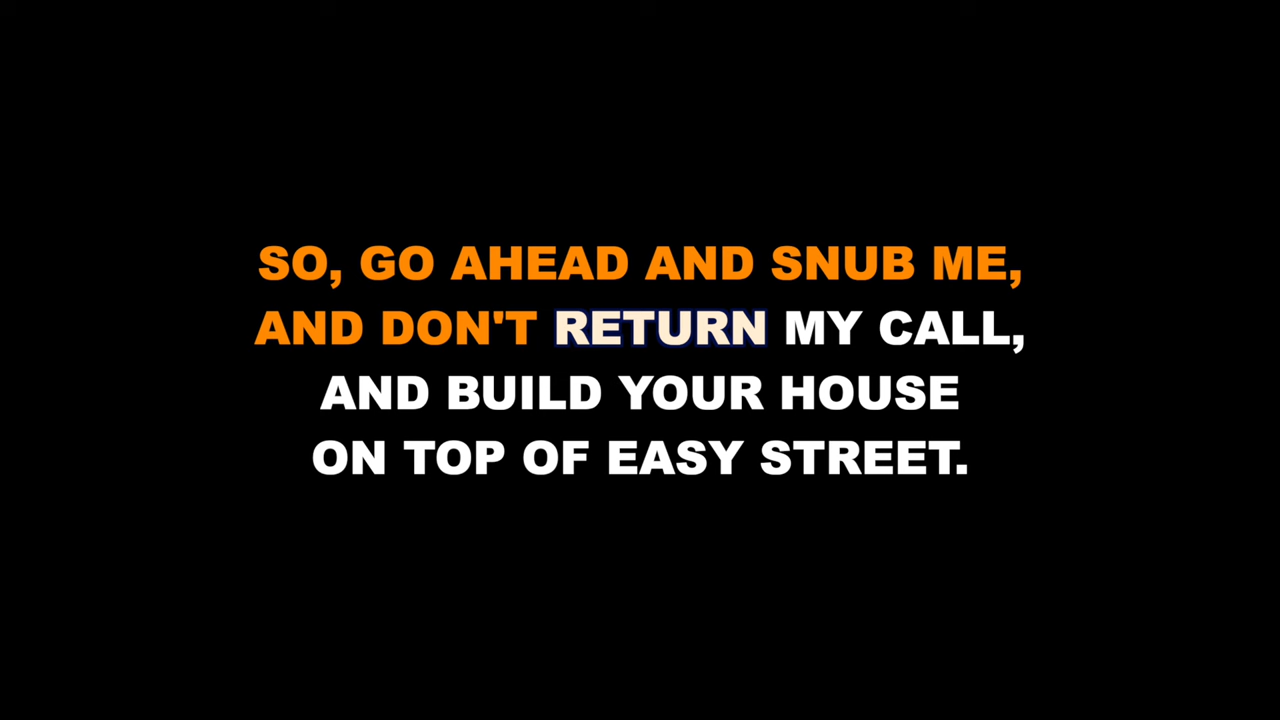 SO, GO AHEAD AND SNUB ME,
AND DON'T RETURN MY CALL,
AND BUILD YOUR HOUSE
ON TOP OF EASY STREET.